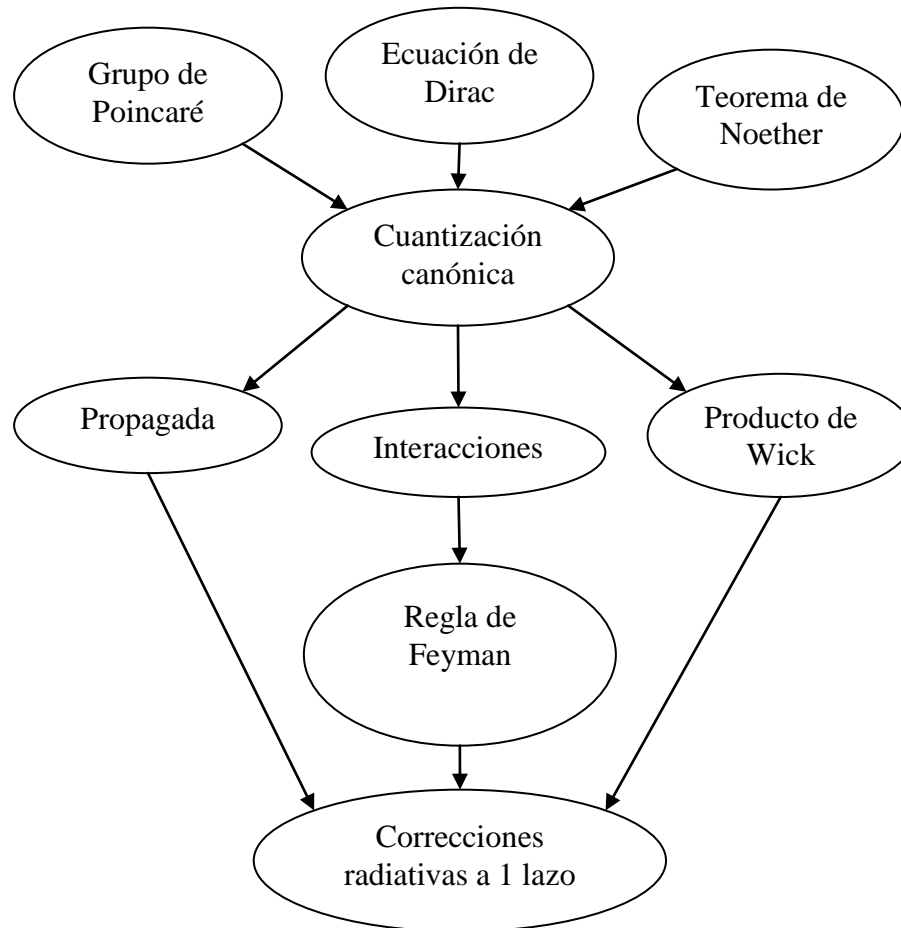 Grupo de
Poincaré
Ecuación de
Dirac
Teorema de
Noether
Cuantización
canónica
Propagada
Interacciones
Producto de
Wick
Regla de
Feyman
Correcciones
radiativas a 1 lazo